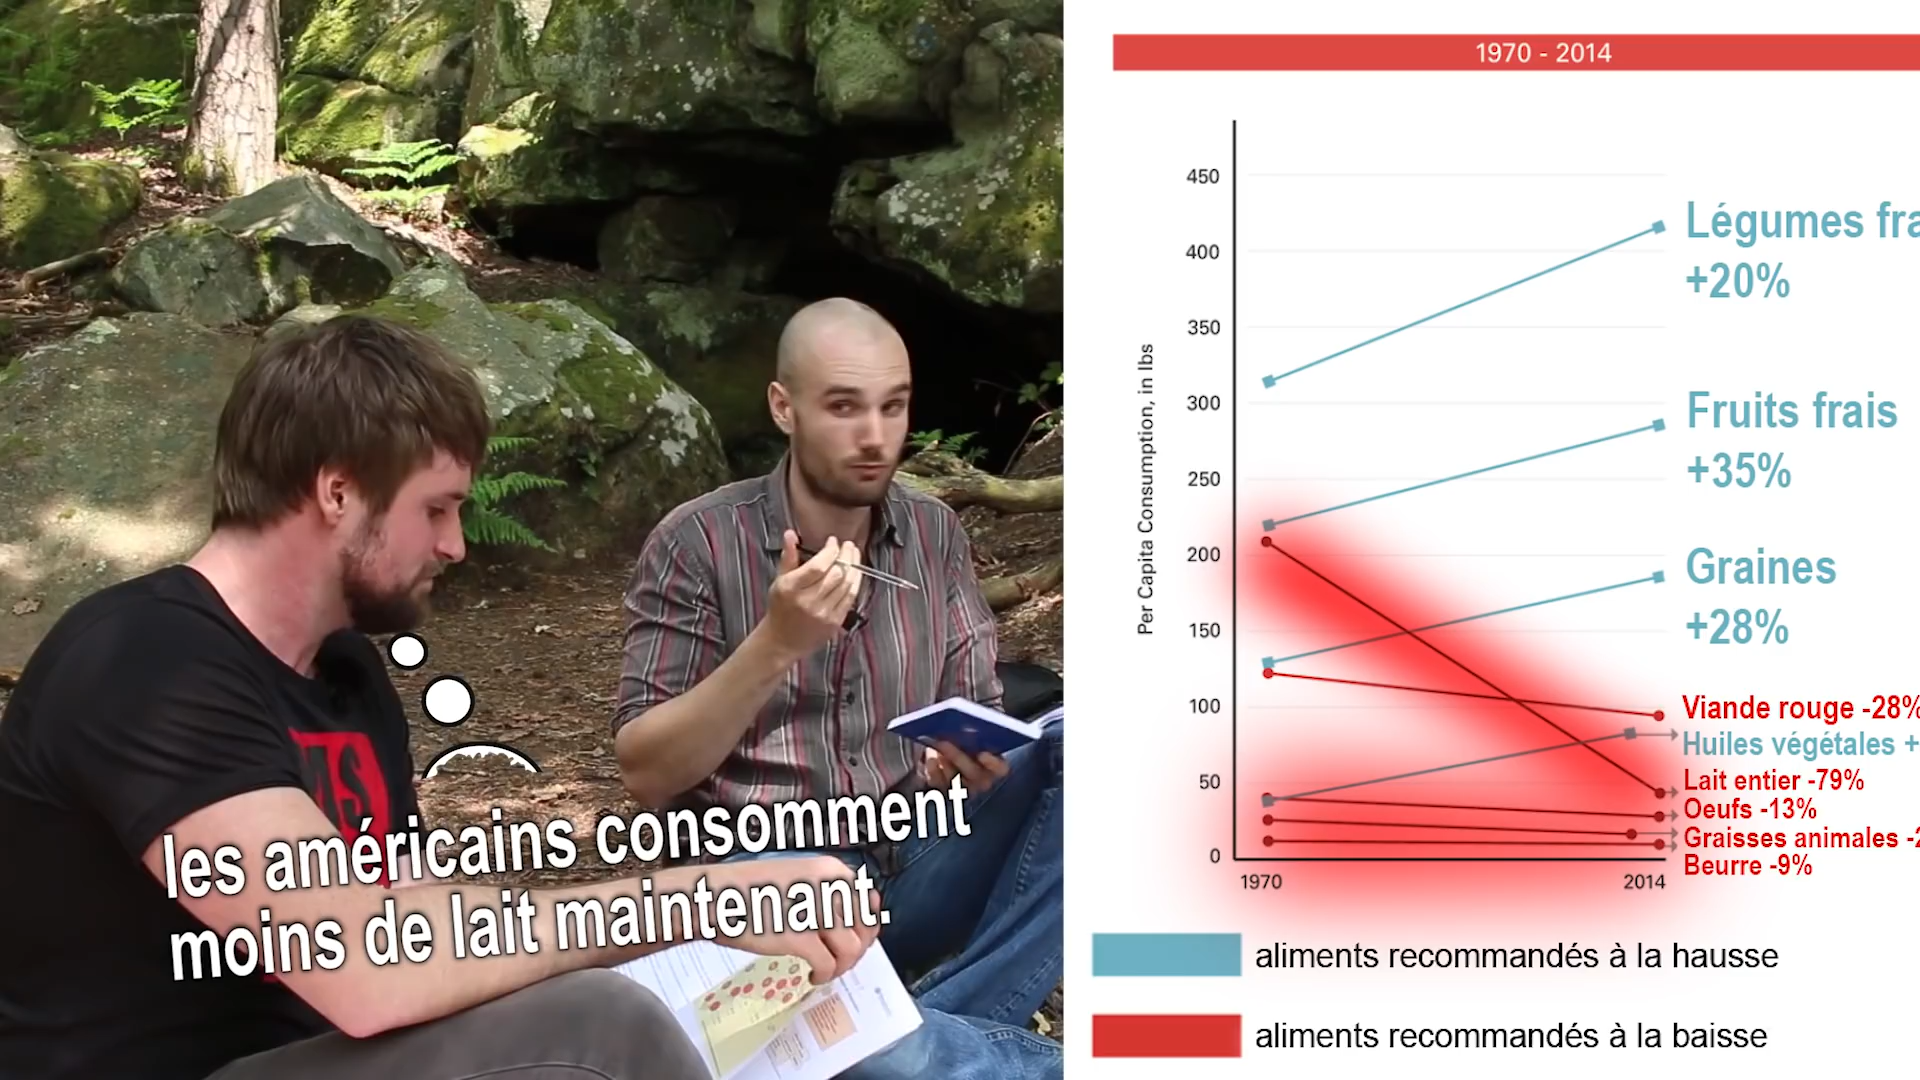 les américains consomment
moins de lait maintenant.
1970 - 2014
Per Capita Consumption, in lbs
450
400
350
300
250
200
150
100
50
0
1970
2014
Légumes fra
+20%
Fruits frais
+35%
Graines
+28%
Viande rouge -28%
Huiles végétales +
Lait entier -79%
Oeufs -13%
Graisses animales -2
Beurre -9%
aliments recommandés à la hausse
aliments recommandés à la baisse